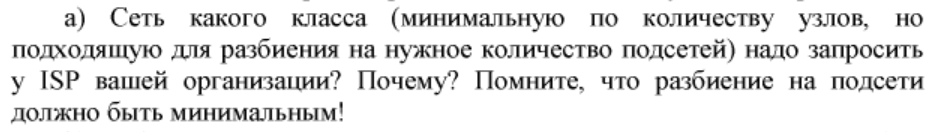 а) Сеть какого класса (минимальную по количеству узлов, но
подходящую для разбиения на нужное количество подсетей) надо запросить
у ISP вашей организации? Почему? Помните, что разбиение на подсети
должно быть минимальным!